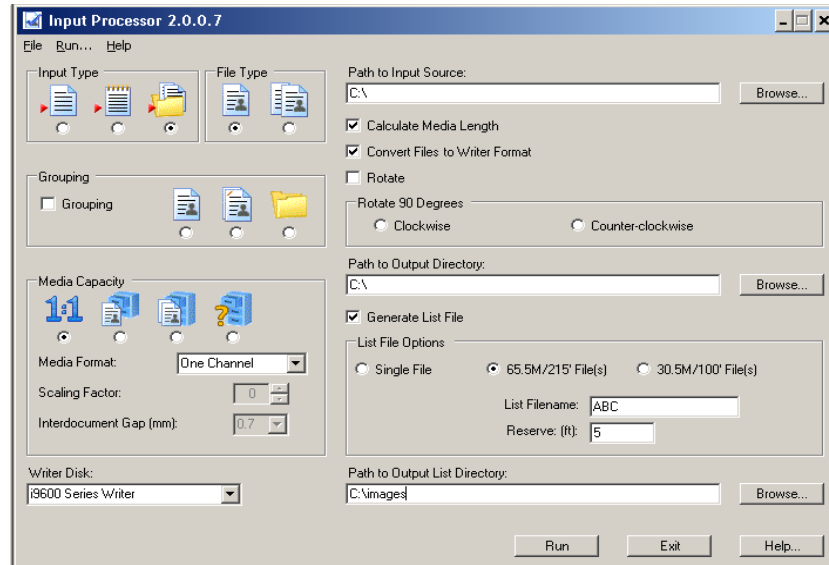 Input Processor 2.0.0.7
File Run... Help
Input Type
File Type
Grouping
Grouping
Media Capacity
1:1
?
Media Format: One Channel
Scaling Factor: 0
Interdocument Gap (mm): 0.7
Writer Disk:
i9600 Series Writer
Path to Input Source:
C:\ Browse...
Calculate Media Length
Convert Files to Writer Format
Rotate
Rotate 90 Degrees
Clockwise Counter-clockwise
Path to Output Directory:
C:\ Browse...
Generate List File
List File Options
Single File 65.5M/215' File(s) 30.5M/100' File(s)
List Filename: ABC
Reserve: (ft): 5
Path to Output List Directory:
C:\images Browse...
Run Exit Help...